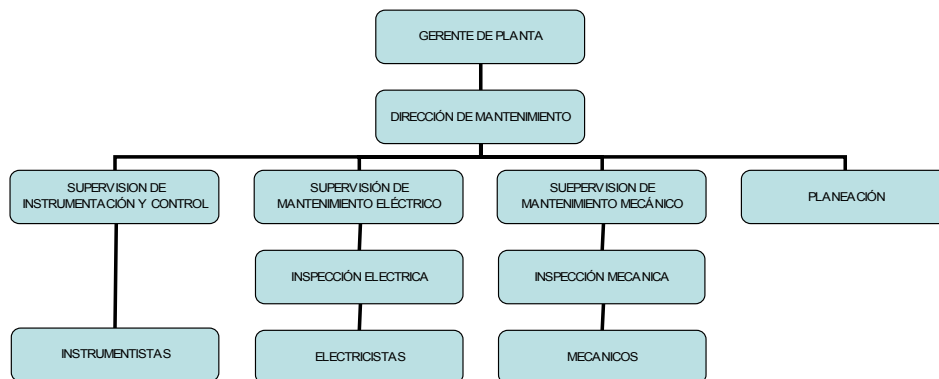 GERENTE DE PLANTA
DIRECCIÓN DE MANTENIMIENTO
SUPERVISION DE
INSTRUMENTACIÓN Y CONTROL
SUPERVISIÓN DE
MANTENIMIENTO ELÉCTRICO
SUEPERVISION DE
MANTENIMIENTO MECÁNICO
PLANEACIÓN
INSPECCIÓN ELECTRICA
INSPECCIÓN MECANICA
INSTRUMENTISTAS
ELECTRICISTAS
MECANICOS